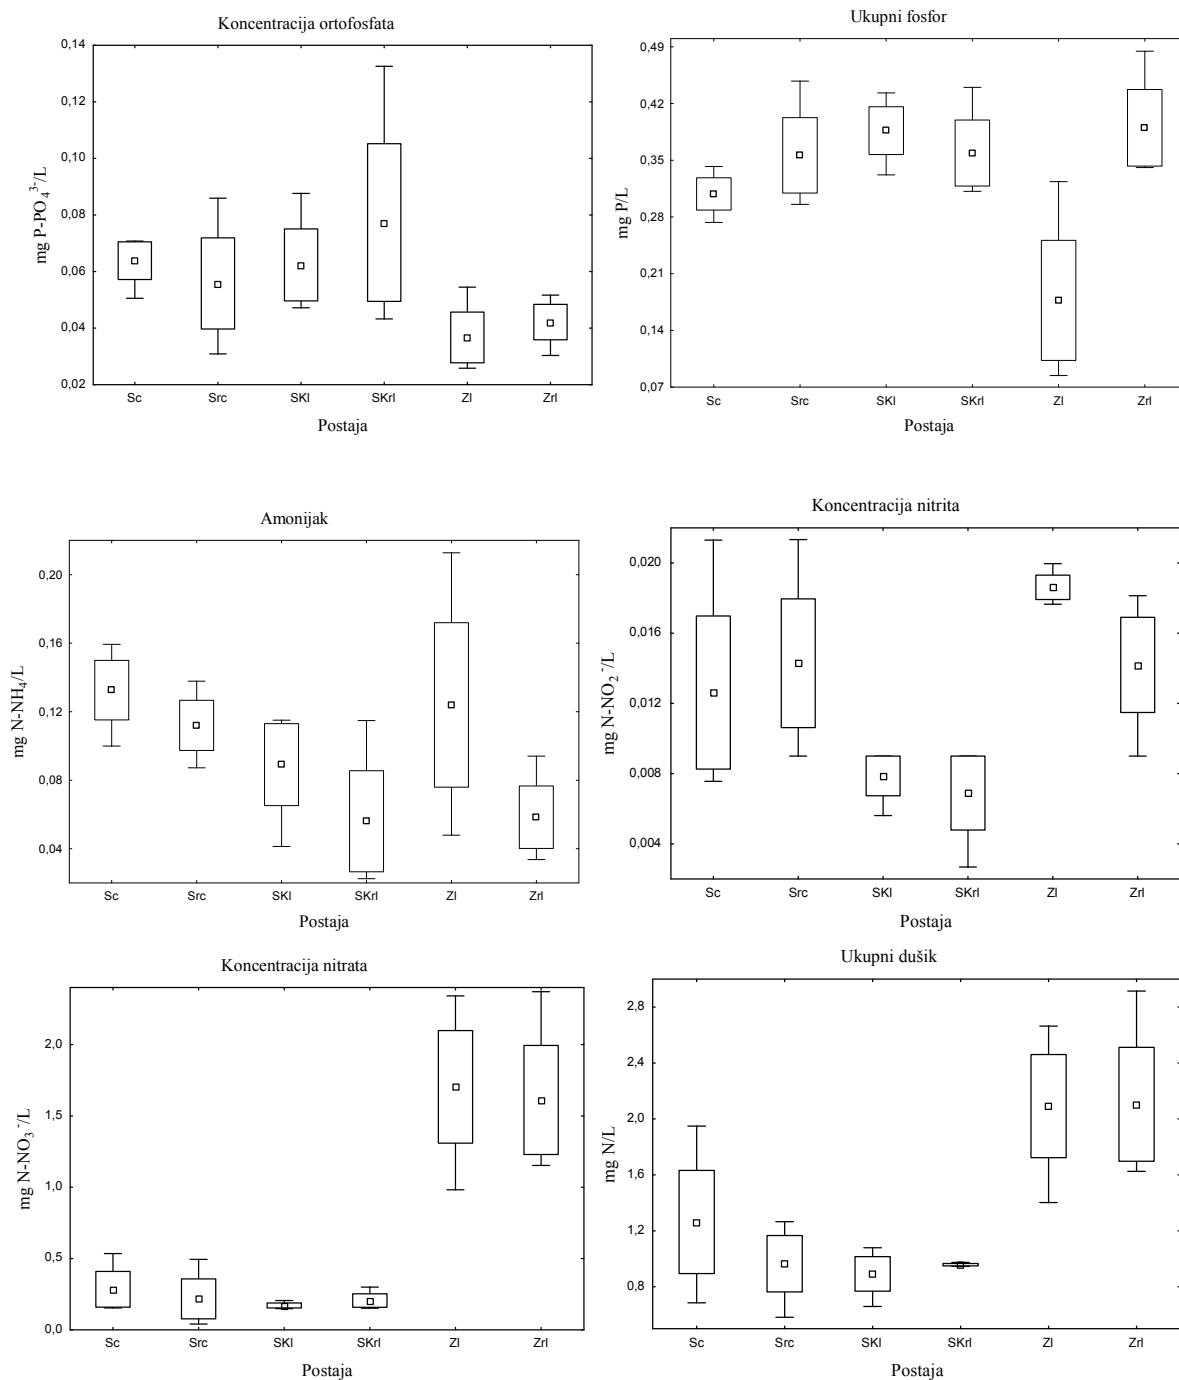 Koncentracija ortofosfata
0,14
0,12
0,10
0,08
0,06
0,04
0,02
mg P-PO₄³⁻/L
Sc Src SKl SKrl Zl Zrl
Postaja
Ukupni fosfor
0,49
0,42
0,35
0,28
0,21
0,14
0,07
mg P/L
Sc Src SKl SKrl Zl Zrl
Postaja
Amonijak
0,20
0,16
0,12
0,08
0,04
mg N-NH₄/L
Sc Src SKl SKrl Zl Zrl
Postaja
Koncentracija nitrita
0,020
0,016
0,012
0,008
0,004
mg N-NO₂⁻/L
Sc Src SKl SKrl Zl Zrl
Postaja
Koncentracija nitrata
2,0
1,5
1,0
0,5
0,0
mg N-NO₃⁻/L
Sc Src SKl SKrl Zl Zrl
Postaja
Ukupni dušik
2,8
2,4
2,0
1,6
1,2
0,8
mg N/L
Sc Src SKl SKrl Zl Zrl
Postaja